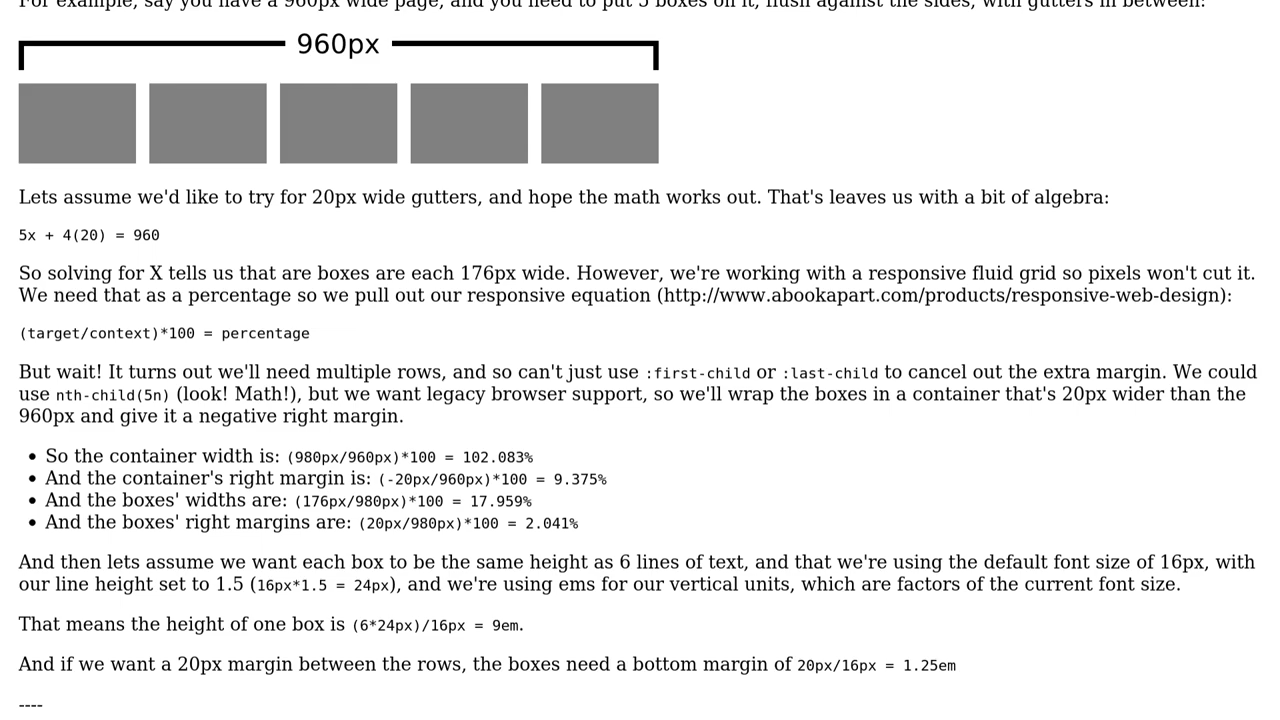 For example, say you have a 960px wide page, and you need to put 5 boxes on it, flush against the sides, with gutters in between:
960px
Lets assume we'd like to try for 20px wide gutters, and hope the math works out. That's leaves us with a bit of algebra:
5x + 4(20) = 960
So solving for X tells us that are boxes are each 176px wide. However, we're working with a responsive fluid grid so pixels won't cut it.
We need that as a percentage so we pull out our responsive equation (http://www.abookapart.com/products/responsive-web-design):
(target/context)*100 = percentage
But wait! It turns out we'll need multiple rows, and so can't just use :first-child or :last-child to cancel out the extra margin. We could
use nth-child(5n) (look! Math!), but we want legacy browser support, so we'll wrap the boxes in a container that's 20px wider than the
960px and give it a negative right margin.
• So the container width is: (980px/960px)*100 = 102.083%
• And the container's right margin is: (-20px/960px)*100 = 9.375%
• And the boxes' widths are: (176px/980px)*100 = 17.959%
• And the boxes' right margins are: (20px/980px)*100 = 2.041%
And then lets assume we want each box to be the same height as 6 lines of text, and that we're using the default font size of 16px, with
our line height set to 1.5 (16px*1.5 = 24px), and we're using ems for our vertical units, which are factors of the current font size.
That means the height of one box is (6*24px)/16px = 9em.
And if we want a 20px margin between the rows, the boxes need a bottom margin of 20px/16px = 1.25em
----